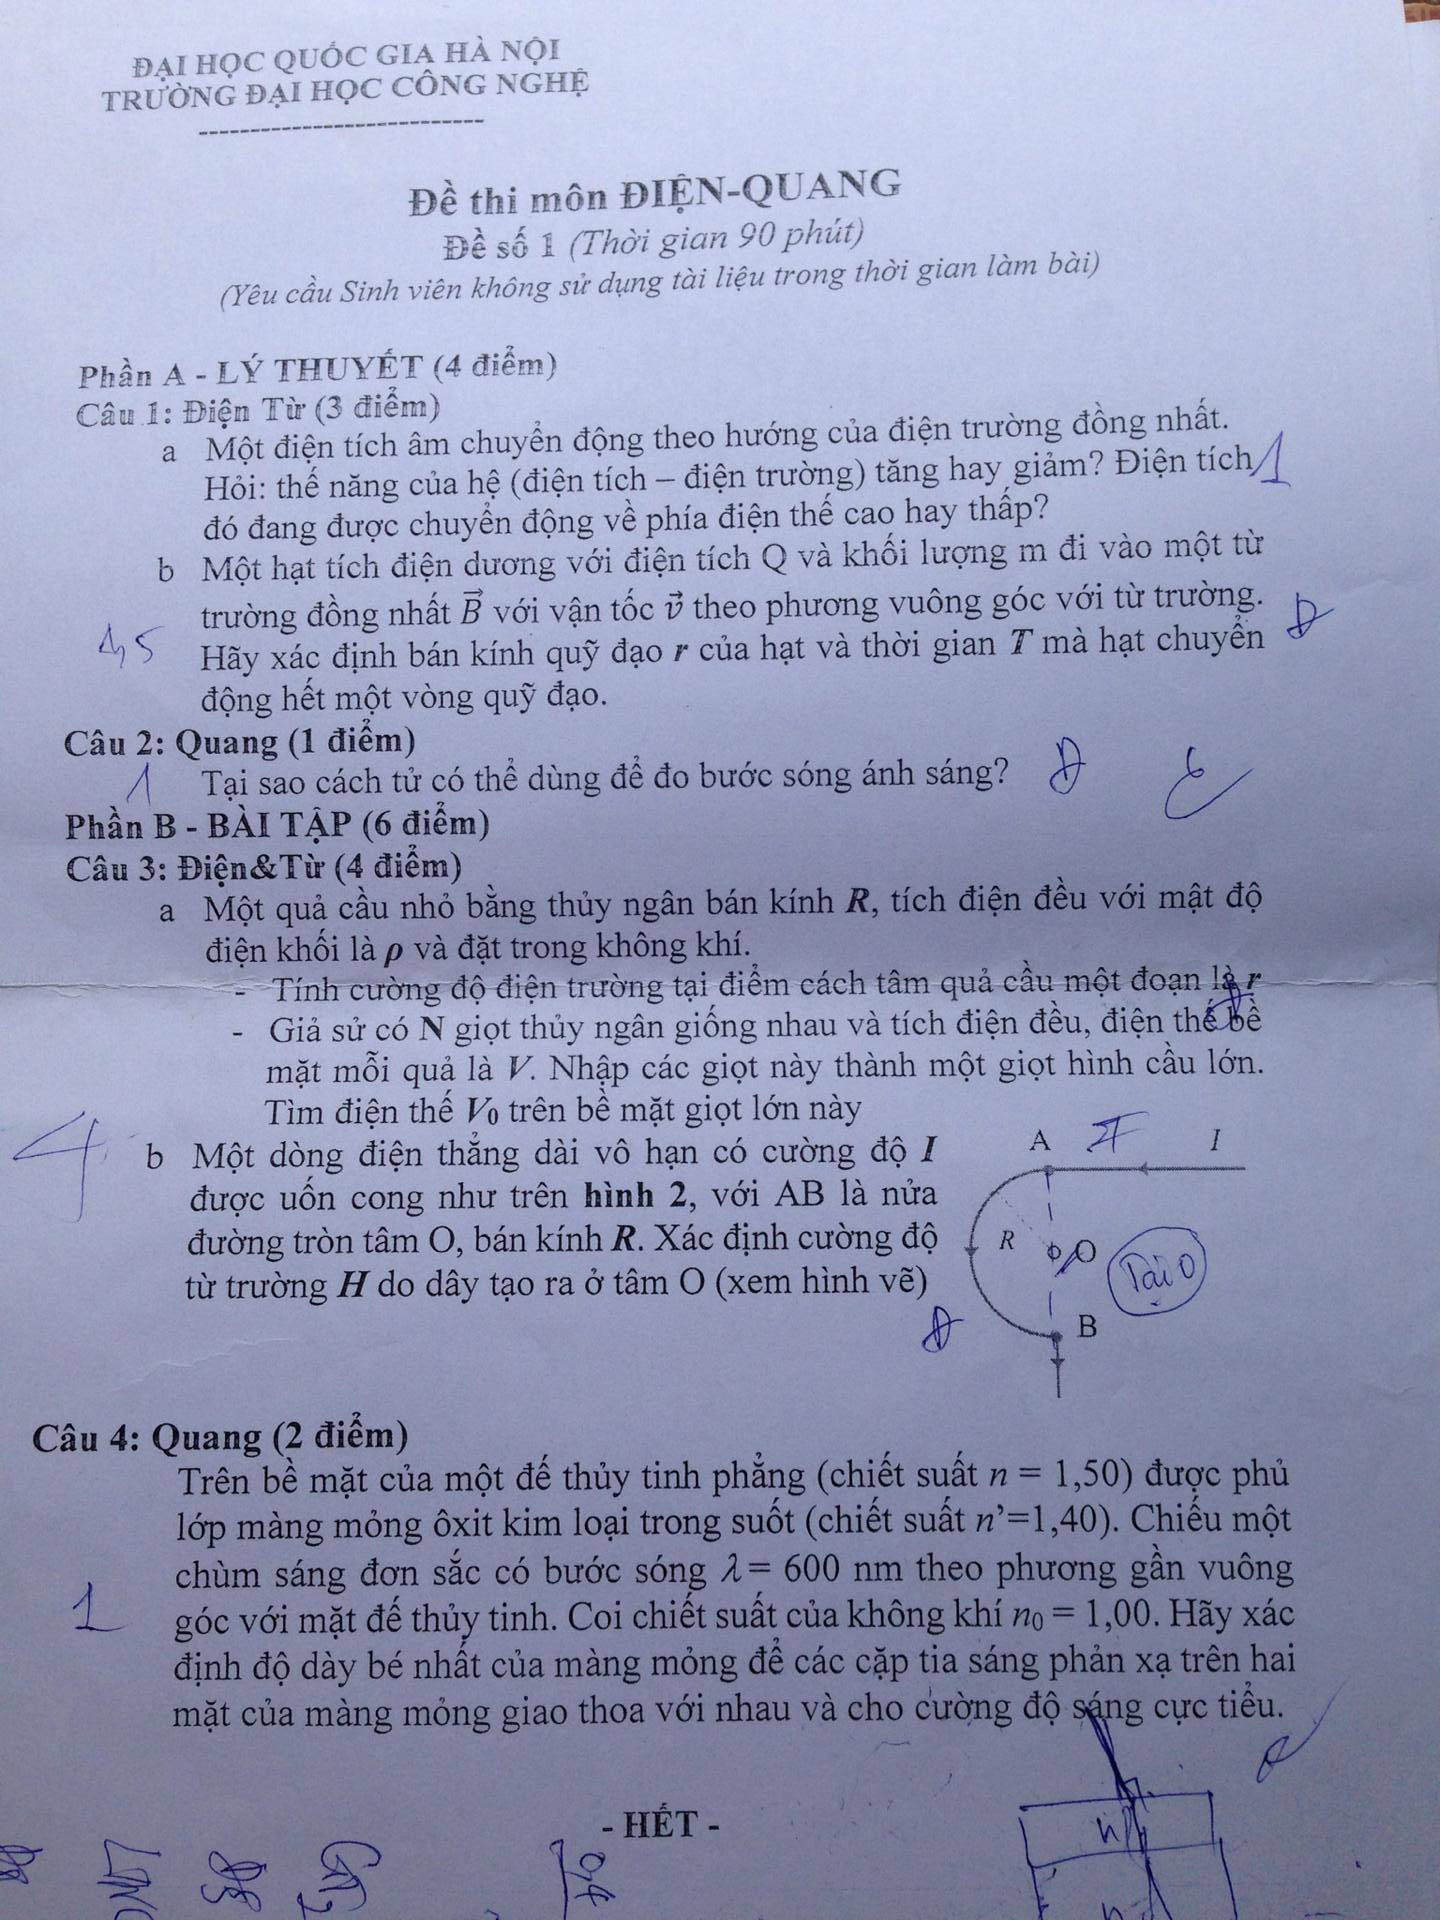 ĐẠI HỌC QUỐC GIA HÀ NỘI
TRƯỜNG ĐẠI HỌC CÔNG NGHỆ
---------------------------
Đề thi môn ĐIỆN-QUANG
Đề số 1 (Thời gian 90 phút)
(Yêu cầu Sinh viên không sử dụng tài liệu trong thời gian làm bài)
Phần A - LÝ THUYẾT (4 điểm)
Câu 1: Điện Từ (3 điểm)
a Một điện tích âm chuyển động theo hướng của điện trường đồng nhất.
Hỏi: thế năng của hệ (điện tích – điện trường) tăng hay giảm? Điện tích 1
đó đang được chuyển động về phía điện thế cao hay thấp?
b Một hạt tích điện dương với điện tích Q và khối lượng m đi vào một từ
trường đồng nhất B⃗ với vận tốc v⃗ theo phương vuông góc với từ trường.
1,5 Hãy xác định bán kính quỹ đạo r của hạt và thời gian T mà hạt chuyển
động hết một vòng quỹ đạo.
Câu 2: Quang (1 điểm)
1 Tại sao cách tử có thể dùng để đo bước sóng ánh sáng?
Phần B - BÀI TẬP (6 điểm)
Câu 3: Điện&Từ (4 điểm)
a Một quả cầu nhỏ bằng thủy ngân bán kính R, tích điện đều với mật độ
điện khối là ρ và đặt trong không khí.
- Tính cường độ điện trường tại điểm cách tâm quả cầu một đoạn là r
- Giả sử có N giọt thủy ngân giống nhau và tích điện đều, điện thế bề
mặt mỗi quả là V. Nhập các giọt này thành một giọt hình cầu lớn.
Tìm điện thế V0 trên bề mặt giọt lớn này
4
b Một dòng điện thẳng dài vô hạn có cường độ I
được uốn cong như trên hình 2, với AB là nửa
đường tròn tâm O, bán kính R. Xác định cường độ
từ trường H do dây tạo ra ở tâm O (xem hình vẽ)
A I
R O Tại O
B
Câu 4: Quang (2 điểm)
Trên bề mặt của một đế thủy tinh phẳng (chiết suất n = 1,50) được phủ
lớp màng mỏng ôxit kim loại trong suốt (chiết suất n’=1,40). Chiếu một
chùm sáng đơn sắc có bước sóng λ = 600 nm theo phương gần vuông
1 góc với mặt đế thủy tinh. Coi chiết suất của không khí n0 = 1,00. Hãy xác
định độ dày bé nhất của màng mỏng để các cặp tia sáng phản xạ trên hai
mặt của màng mỏng giao thoa với nhau và cho cường độ sáng cực tiểu.
- HẾT -
0,4